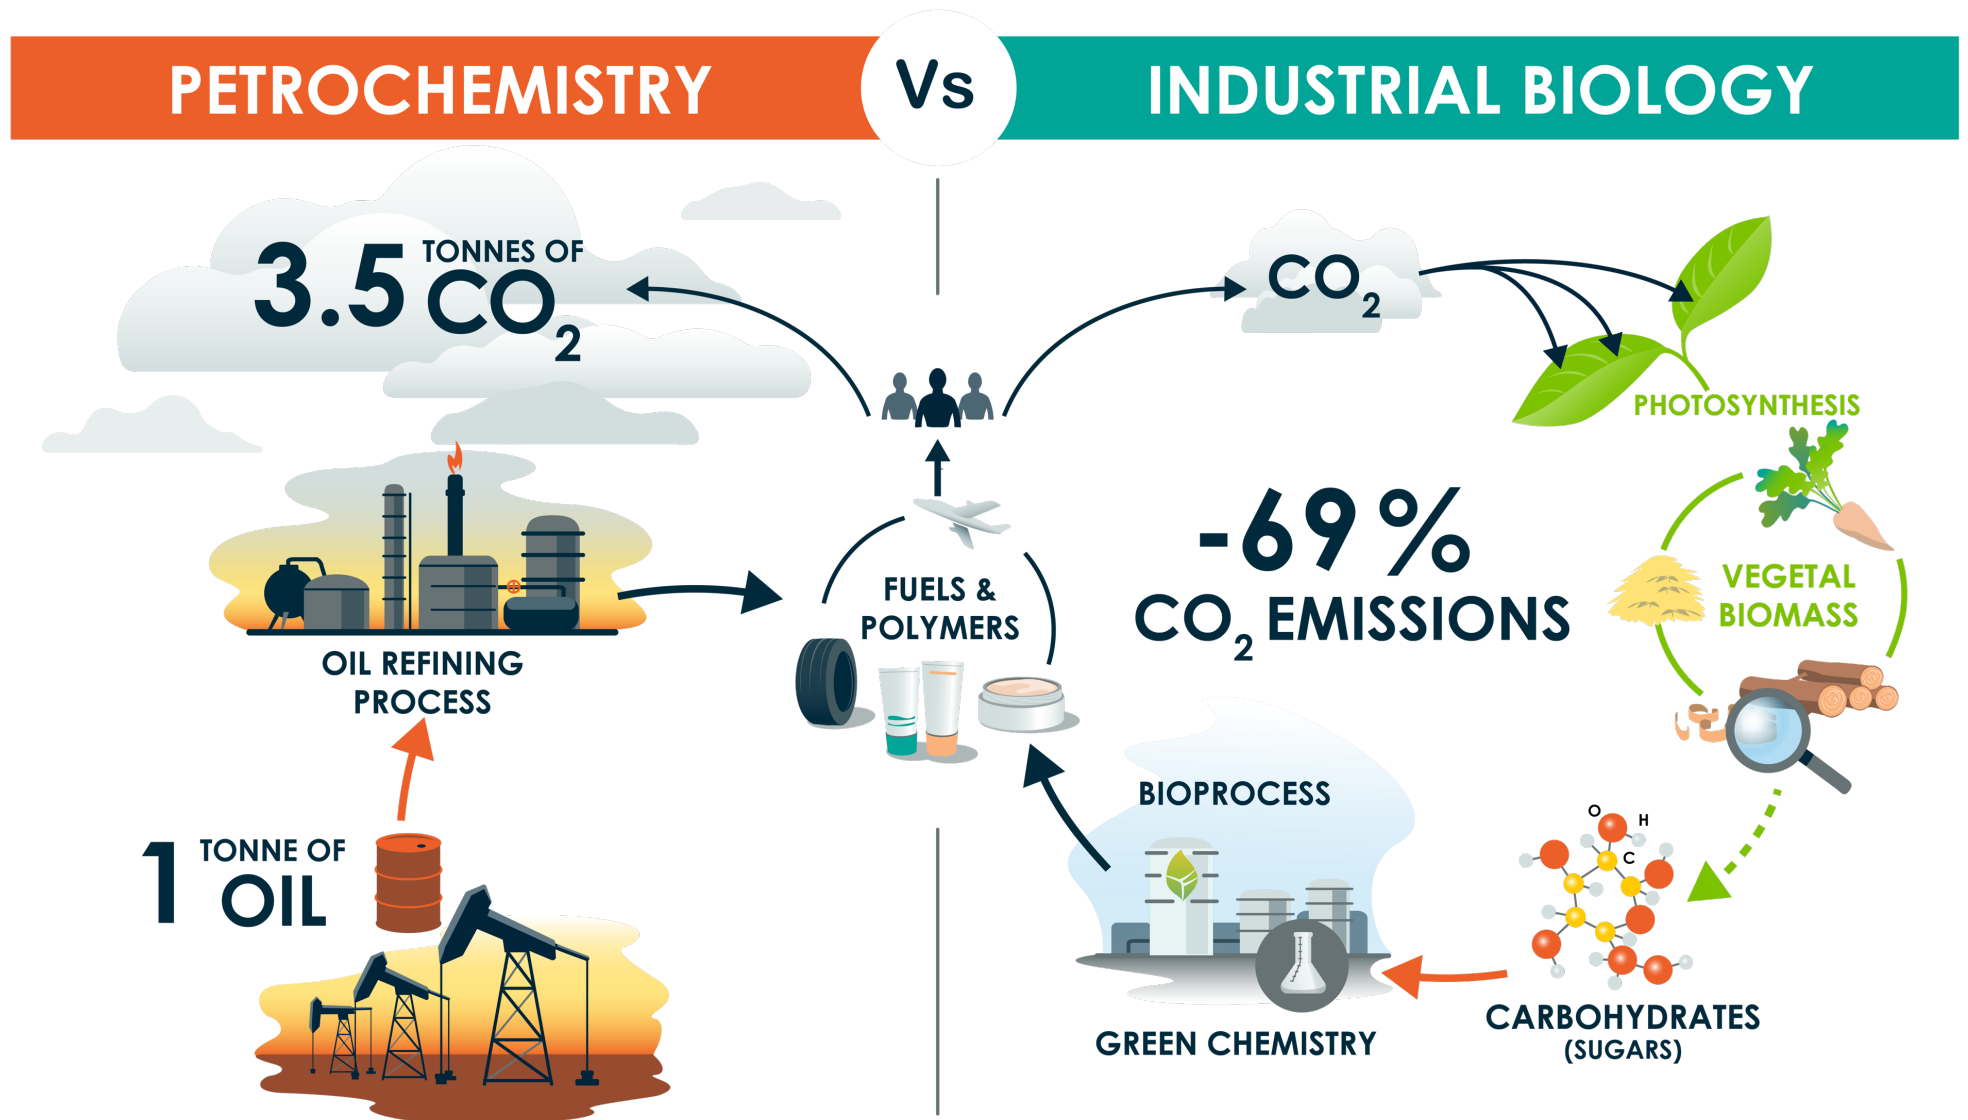 PETROCHEMISTRY
Vs
INDUSTRIAL BIOLOGY
3.5 TONNES OF
CO2
OIL REFINING
PROCESS
1 TONNE OF
OIL
FUELS &
POLYMERS
CO2
PHOTOSYNTHESIS
-69%
CO2 EMISSIONS
VEGETAL
BIOMASS
BIOPROCESS
O
H
C
GREEN CHEMISTRY
CARBOHYDRATES
(SUGARS)